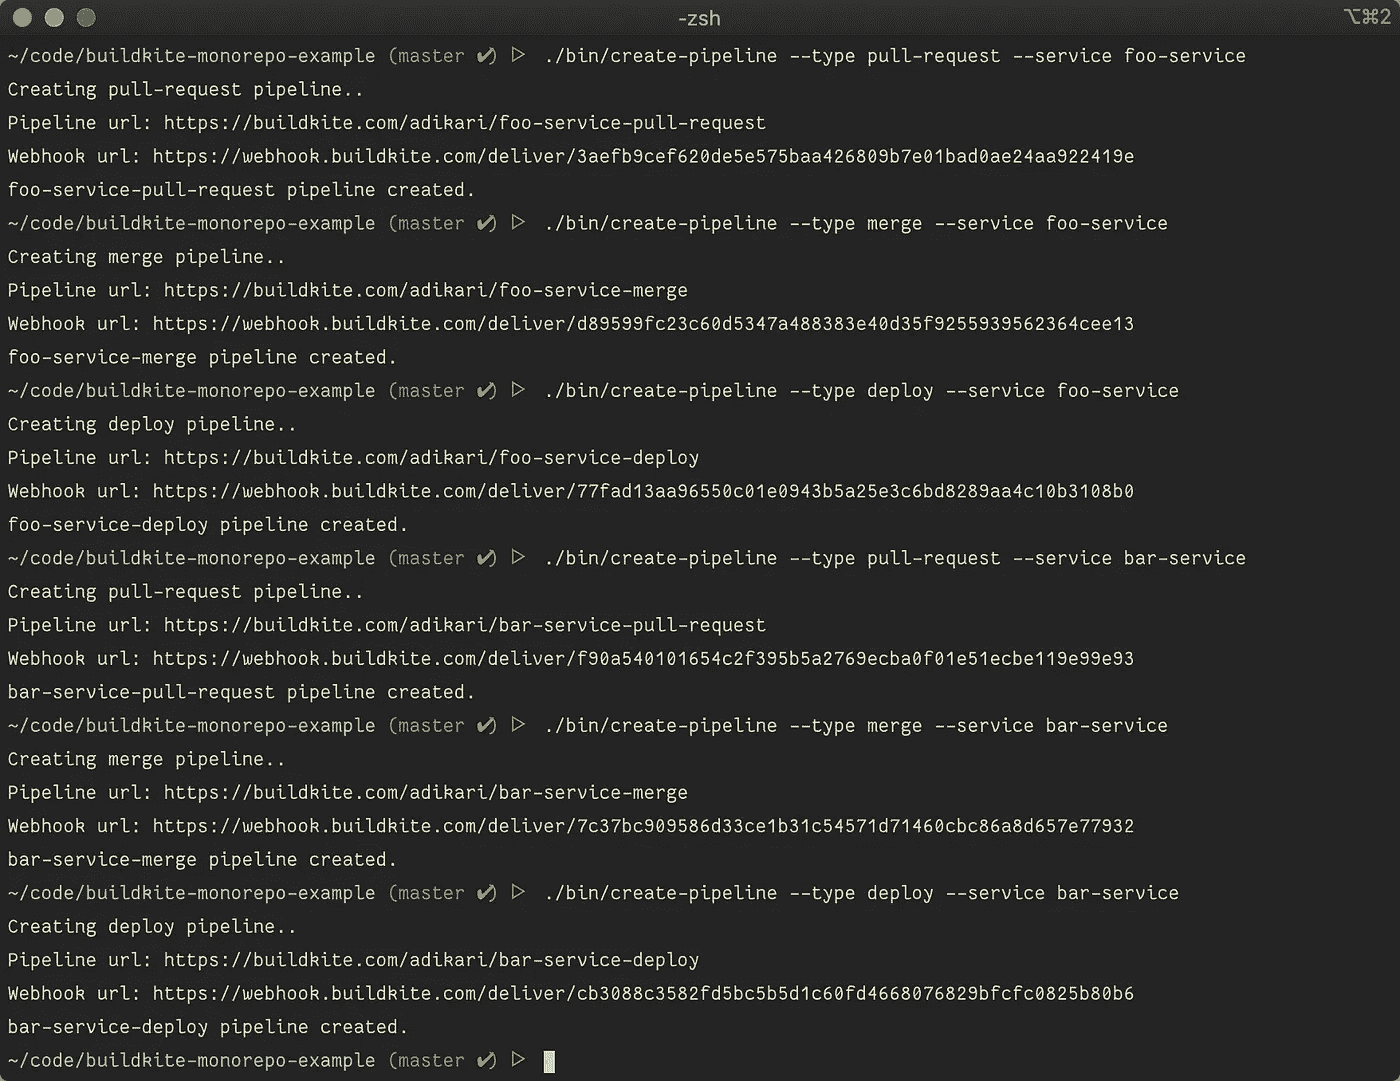 -zsh
⌥⌘2
~/code/buildkite-monorepo-example (master ✔) ▷ ./bin/create-pipeline --type pull-request --service foo-service
Creating pull-request pipeline..
Pipeline url: https://buildkite.com/adikari/foo-service-pull-request
Webhook url: https://webhook.buildkite.com/deliver/3aefb9cef620de5e575baa426809b7e01bad0ae24aa922419e
foo-service-pull-request pipeline created.
~/code/buildkite-monorepo-example (master ✔) ▷ ./bin/create-pipeline --type merge --service foo-service
Creating merge pipeline..
Pipeline url: https://buildkite.com/adikari/foo-service-merge
Webhook url: https://webhook.buildkite.com/deliver/d89599fc23c60d5347a488383e40d35f9255939562364cee13
foo-service-merge pipeline created.
~/code/buildkite-monorepo-example (master ✔) ▷ ./bin/create-pipeline --type deploy --service foo-service
Creating deploy pipeline..
Pipeline url: https://buildkite.com/adikari/foo-service-deploy
Webhook url: https://webhook.buildkite.com/deliver/77fad13aa96550c01e0943b5a25e3c6bd8289aa4c10b3108b0
foo-service-deploy pipeline created.
~/code/buildkite-monorepo-example (master ✔) ▷ ./bin/create-pipeline --type pull-request --service bar-service
Creating pull-request pipeline..
Pipeline url: https://buildkite.com/adikari/bar-service-pull-request
Webhook url: https://webhook.buildkite.com/deliver/f90a540101654c2f395b5a2769ecba0f01e51ecbe119e99e93
bar-service-pull-request pipeline created.
~/code/buildkite-monorepo-example (master ✔) ▷ ./bin/create-pipeline --type merge --service bar-service
Creating merge pipeline..
Pipeline url: https://buildkite.com/adikari/bar-service-merge
Webhook url: https://webhook.buildkite.com/deliver/7c37bc909586d33ce1b31c54571d71460cbc86a8d657e77932
bar-service-merge pipeline created.
~/code/buildkite-monorepo-example (master ✔) ▷ ./bin/create-pipeline --type deploy --service bar-service
Creating deploy pipeline..
Pipeline url: https://buildkite.com/adikari/bar-service-deploy
Webhook url: https://webhook.buildkite.com/deliver/cb3088c3582fd5bc5b5d1c60fd4668076829bfcfc0825b80b6
bar-service-deploy pipeline created.
~/code/buildkite-monorepo-example (master ✔) ▷